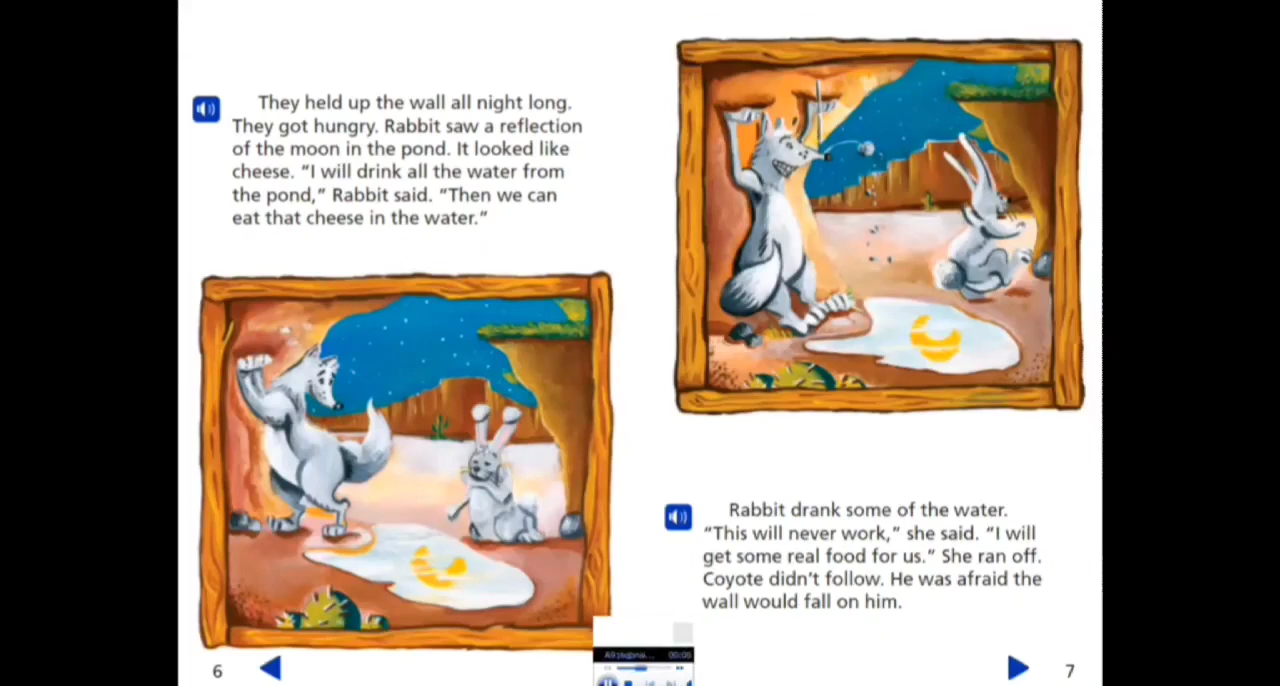 They held up the wall all night long.
They got hungry. Rabbit saw a reflection
of the moon in the pond. It looked like
cheese. “I will drink all the water from
the pond,” Rabbit said. “Then we can
eat that cheese in the water.”
6
Rabbit drank some of the water.
“This will never work,” she said. “I will
get some real food for us.” She ran off.
Coyote didn’t follow. He was afraid the
wall would fall on him.
7